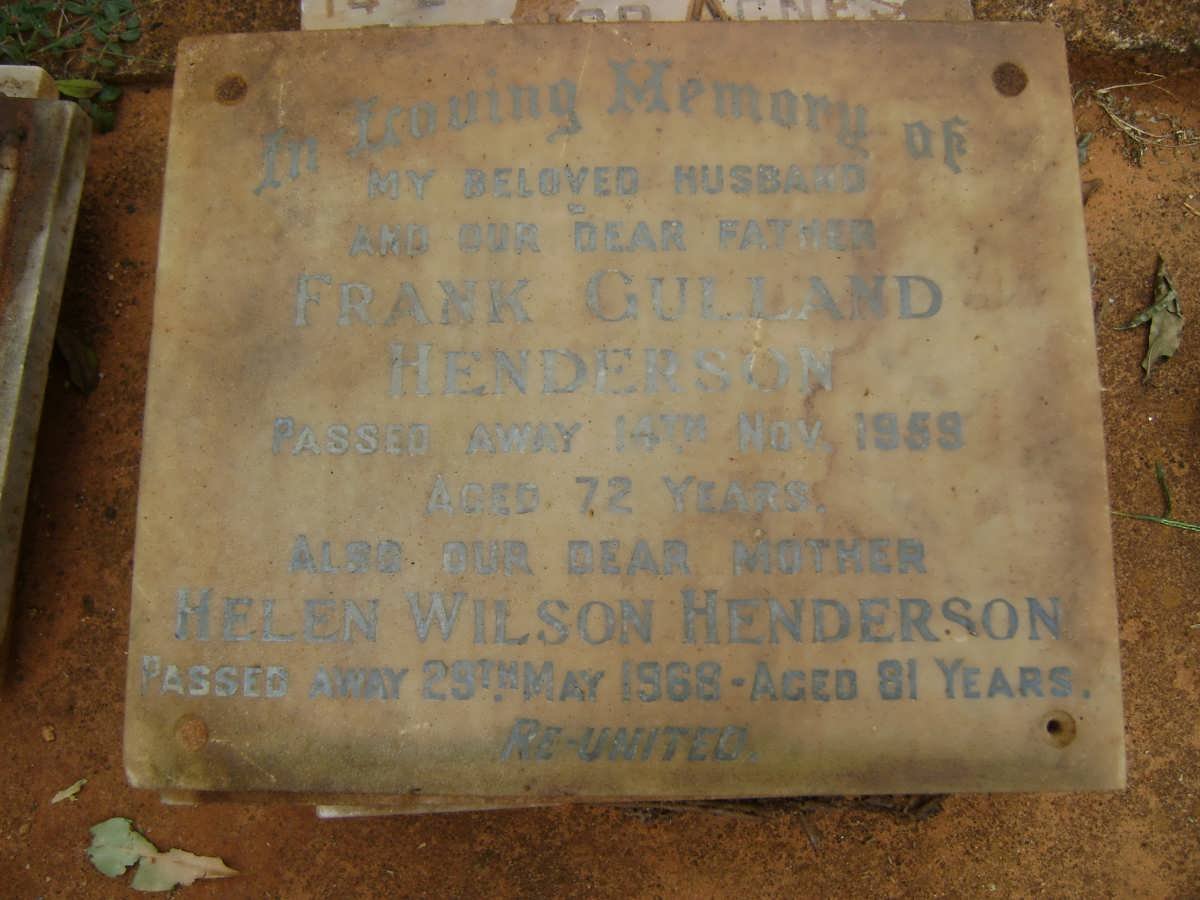 AGNES
In Loving Memory of
MY BELOVED HUSBAND
AND OUR DEAR FATHER
FRANK GULLAND
HENDERSON
PASSED AWAY 14TH NOV. 1959
AGED 72 YEARS.
ALSO OUR DEAR MOTHER
HELEN WILSON HENDERSON
PASSED AWAY 29TH MAY 1968 - AGED 81 YEARS.
RE-UNITED.